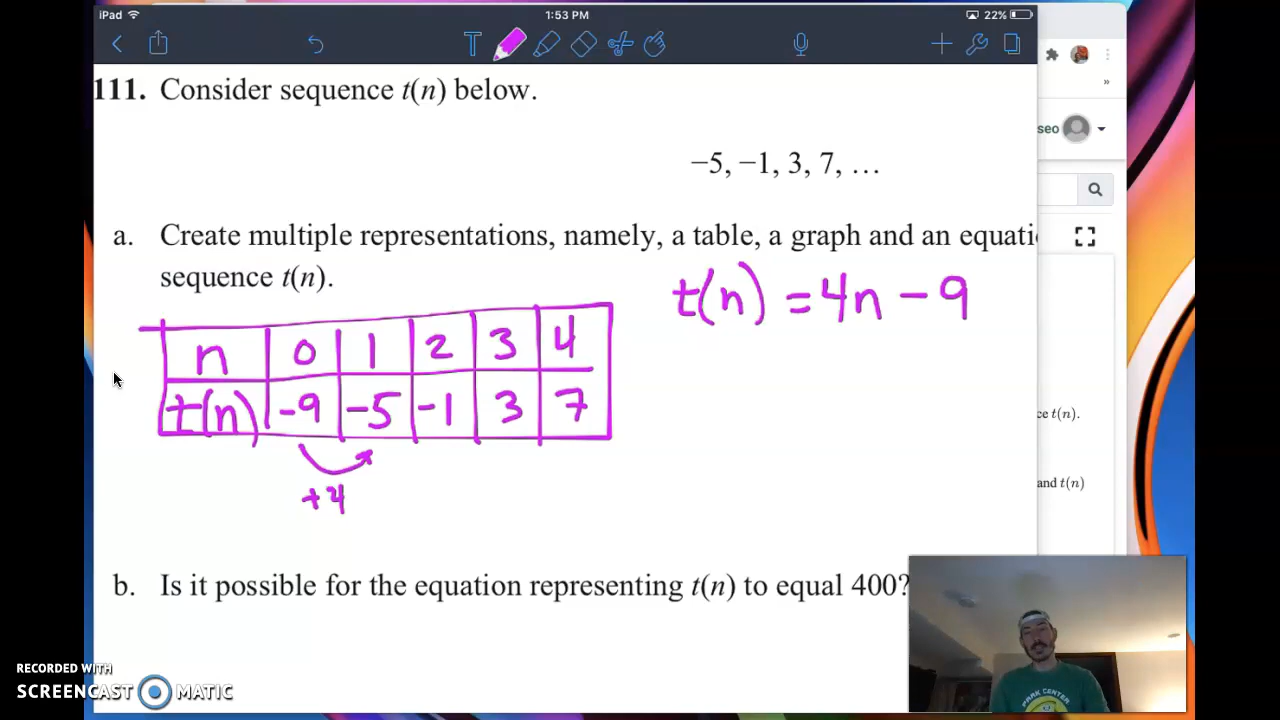 iPad 1:53 PM 22%
111. Consider sequence t(n) below.
−5, −1, 3, 7, …
a. Create multiple representations, namely, a table, a graph and an equati
sequence t(n).
t(n) = 4n − 9
n 0 1 2 3 4
t(n) -9 -5 -1 3 7
+4
b. Is it possible for the equation representing t(n) to equal 400?
seo
»
ce t(n).
and t(n)
PARK CENTER
RECORDED WITH
SCREENCAST MATIC